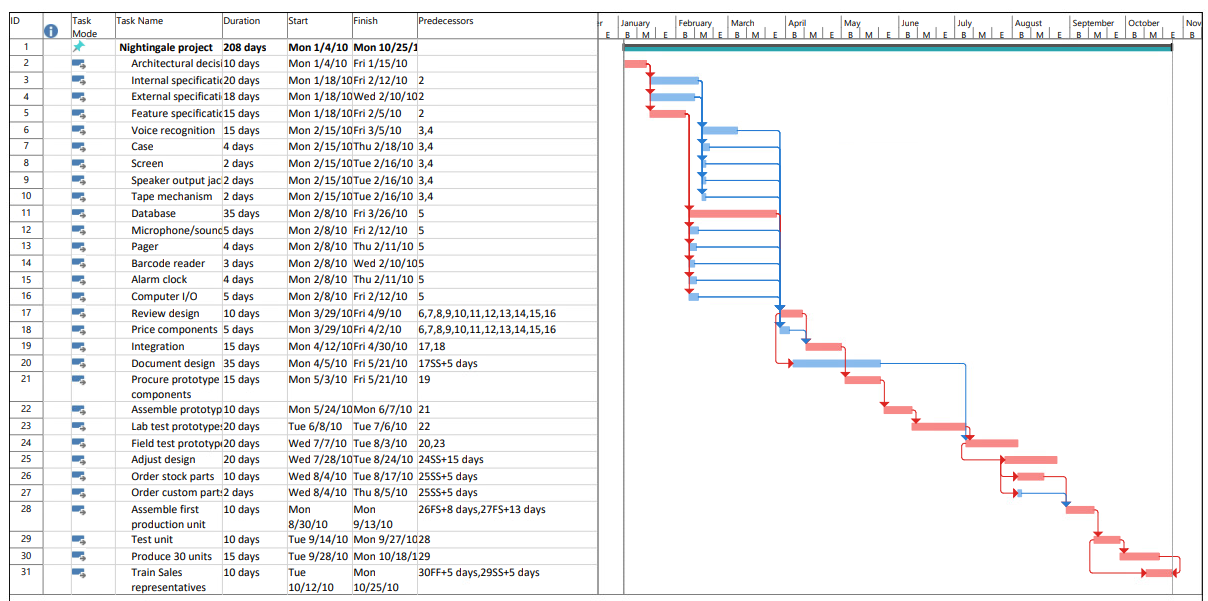 ID Task Mode Task Name Duration Start Finish Predecessors
January February March April May June July August September October Nov
E B M E B M E B M E B M E B M E B M E B M E B M E B M E B M E B
1 Nightingale project 208 days Mon 1/4/10 Mon 10/25/1
2 Architectural decisi 10 days Mon 1/4/10 Fri 1/15/10
3 Internal specificatio 20 days Mon 1/18/10 Fri 2/12/10 2
4 External specificati 18 days Mon 1/18/10 Wed 2/10/10 2
5 Feature specificatio 15 days Mon 1/18/10 Fri 2/5/10 2
6 Voice recognition 15 days Mon 2/15/10 Fri 3/5/10 3,4
7 Case 4 days Mon 2/15/10 Thu 2/18/10 3,4
8 Screen 2 days Mon 2/15/10 Tue 2/16/10 3,4
9 Speaker output jac 2 days Mon 2/15/10 Tue 2/16/10 3,4
10 Tape mechanism 2 days Mon 2/15/10 Tue 2/16/10 3,4
11 Database 35 days Mon 2/8/10 Fri 3/26/10 5
12 Microphone/sound 5 days Mon 2/8/10 Fri 2/12/10 5
13 Pager 4 days Mon 2/8/10 Thu 2/11/10 5
14 Barcode reader 3 days Mon 2/8/10 Wed 2/10/10 5
15 Alarm clock 4 days Mon 2/8/10 Thu 2/11/10 5
16 Computer I/O 5 days Mon 2/8/10 Fri 2/12/10 5
17 Review design 10 days Mon 3/29/10 Fri 4/9/10 6,7,8,9,10,11,12,13,14,15,16
18 Price components 5 days Mon 3/29/10 Fri 4/2/10 6,7,8,9,10,11,12,13,14,15,16
19 Integration 15 days Mon 4/12/10 Fri 4/30/10 17,18
20 Document design 35 days Mon 4/5/10 Fri 5/21/10 17SS+5 days
21 Procure prototype components 15 days Mon 5/3/10 Fri 5/21/10 19
22 Assemble prototyp 10 days Mon 5/24/10 Mon 6/7/10 21
23 Lab test prototypes 20 days Tue 6/8/10 Tue 7/6/10 22
24 Field test prototype 20 days Wed 7/7/10 Tue 8/3/10 20,23
25 Adjust design 20 days Wed 7/28/10 Tue 8/24/10 24SS+15 days
26 Order stock parts 10 days Wed 8/4/10 Tue 8/17/10 25SS+5 days
27 Order custom parts 2 days Wed 8/4/10 Thu 8/5/10 25SS+5 days
28 Assemble first production unit 10 days Mon 8/30/10 Mon 9/13/10 26FS+8 days,27FS+13 days
29 Test unit 10 days Tue 9/14/10 Mon 9/27/10 28
30 Produce 30 units 15 days Tue 9/28/10 Mon 10/18/1 29
31 Train Sales representatives 10 days Tue 10/12/10 Mon 10/25/10 30FF+5 days,29SS+5 days